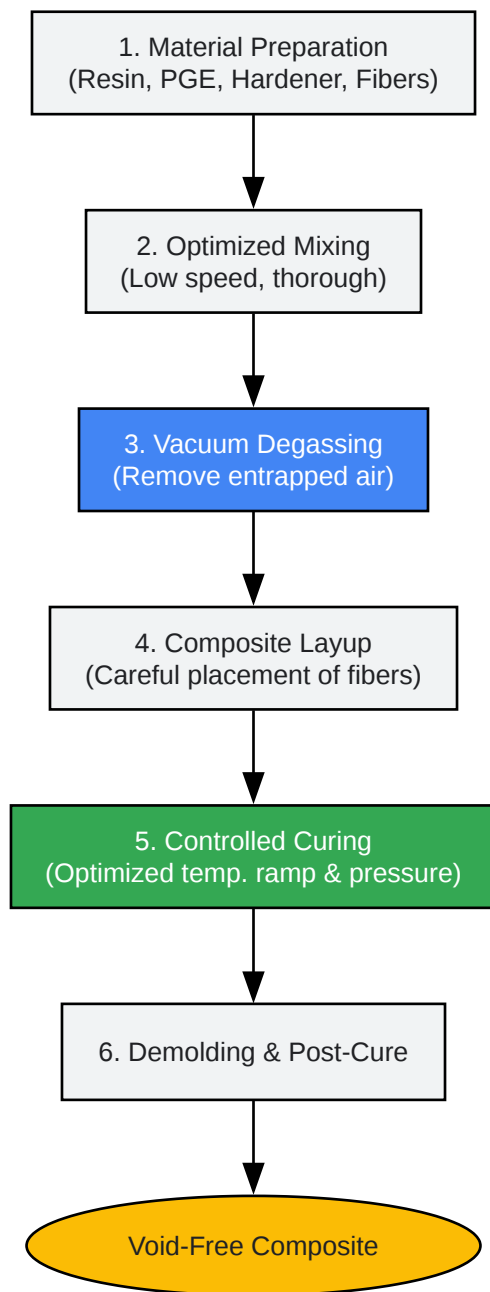 1. Material Preparation
(Resin, PGE, Hardener, Fibers)
2. Optimized Mixing
(Low speed, thorough)
3. Vacuum Degassing
(Remove entrapped air)
4. Composite Layup
(Careful placement of fibers)
5. Controlled Curing
(Optimized temp. ramp & pressure)
6. Demolding & Post-Cure
Void-Free Composite